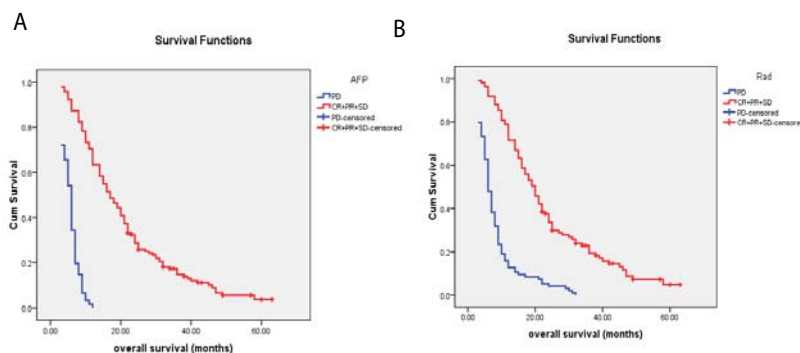 A
Survival Functions
AFP
PD
CR+PR+SD
PD-censored
CR+PR+SD-censored
1.0
0.8
0.6
0.4
0.2
0.0
Cum Survival
0.00
20.00
40.00
60.00
overall survival (months)
B
Survival Functions
Rad
PD
CR+PR+SD
PD-censored
CR+PR+SD-censored
1.0
0.8
0.6
0.4
0.2
0.0
Cum Survival
0.00
20.00
40.00
60.00
overall survival (months)